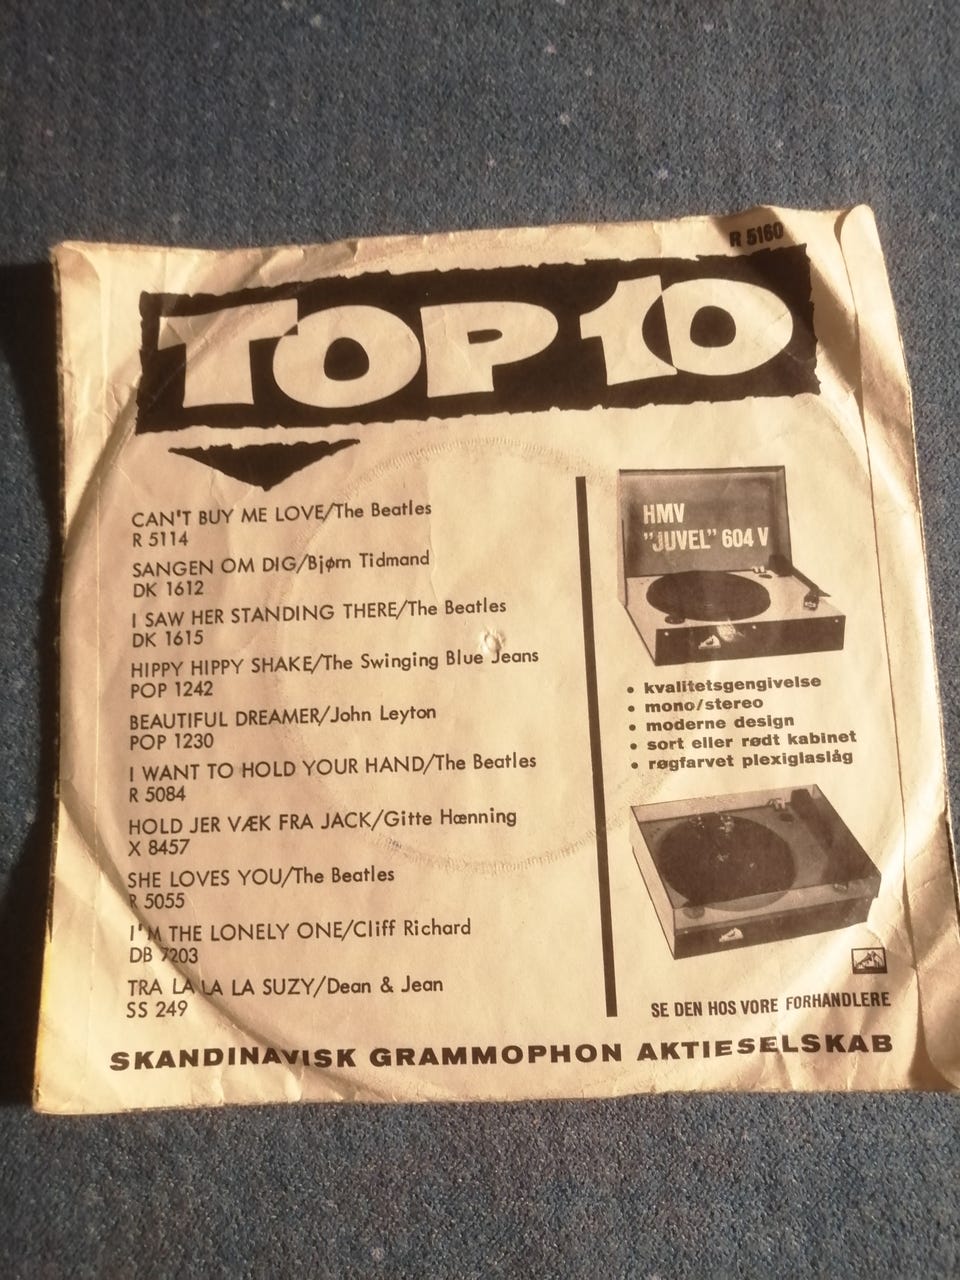 R 5160
TOP 10
CAN'T BUY ME LOVE/The Beatles
R 5114
SANGEN OM DIG/Bjørn Tidmand
DK 1612
I SAW HER STANDING THERE/The Beatles
DK 1615
HIPPY HIPPY SHAKE/The Swinging Blue Jeans
POP 1242
BEAUTIFUL DREAMER/John Leyton
POP 1230
I WANT TO HOLD YOUR HAND/The Beatles
R 5084
HOLD JER VÆK FRA JACK/Gitte Hænning
X 8457
SHE LOVES YOU/The Beatles
R 5055
I'M THE LONELY ONE/Cliff Richard
DB 7203
TRA LA LA LA SUZY/Dean & Jean
SS 249
HMV
"JUVEL" 604 V
• kvalitetsgengivelse
• mono/stereo
• moderne design
• sort eller rødt kabinet
• røgfarvet plexiglaslåg
SE DEN HOS VORE FORHANDLERE
SKANDINAVISK GRAMMOPHON AKTIESELSKAB